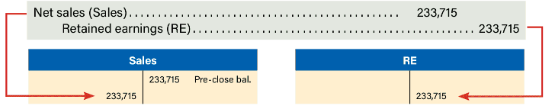 Net sales (Sales)........................................ 233,715
Retained earnings (RE)........................................ 233,715
Sales
233,715 Pre-close bal.
233,715
RE
233,715